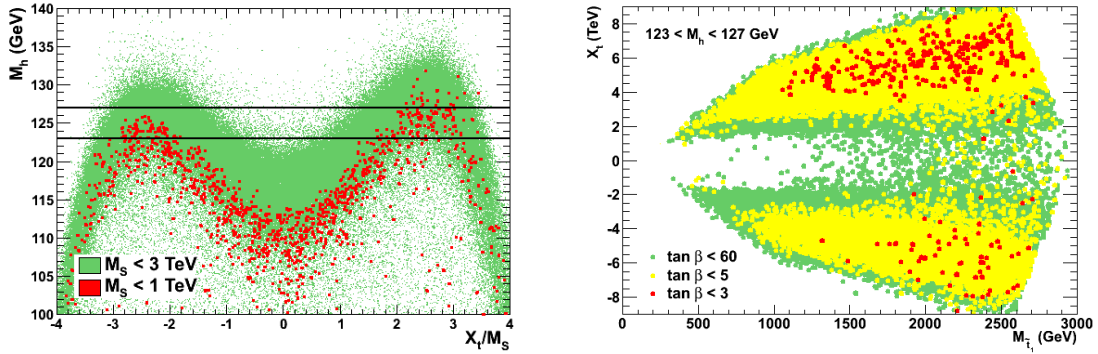 M_h (GeV)
140
135
130
125
120
115
110
105
100
M_S < 3 TeV
M_S < 1 TeV
-4 -3 -2 -1 0 1 2 3 4
X_t/M_S
X_t (TeV)
8
6
4
2
0
-2
-4
-6
-8
123 < M_h < 127 GeV
tan β < 60
tan β < 5
tan β < 3
0 500 1000 1500 2000 2500 3000
M_t̃₁ (GeV)